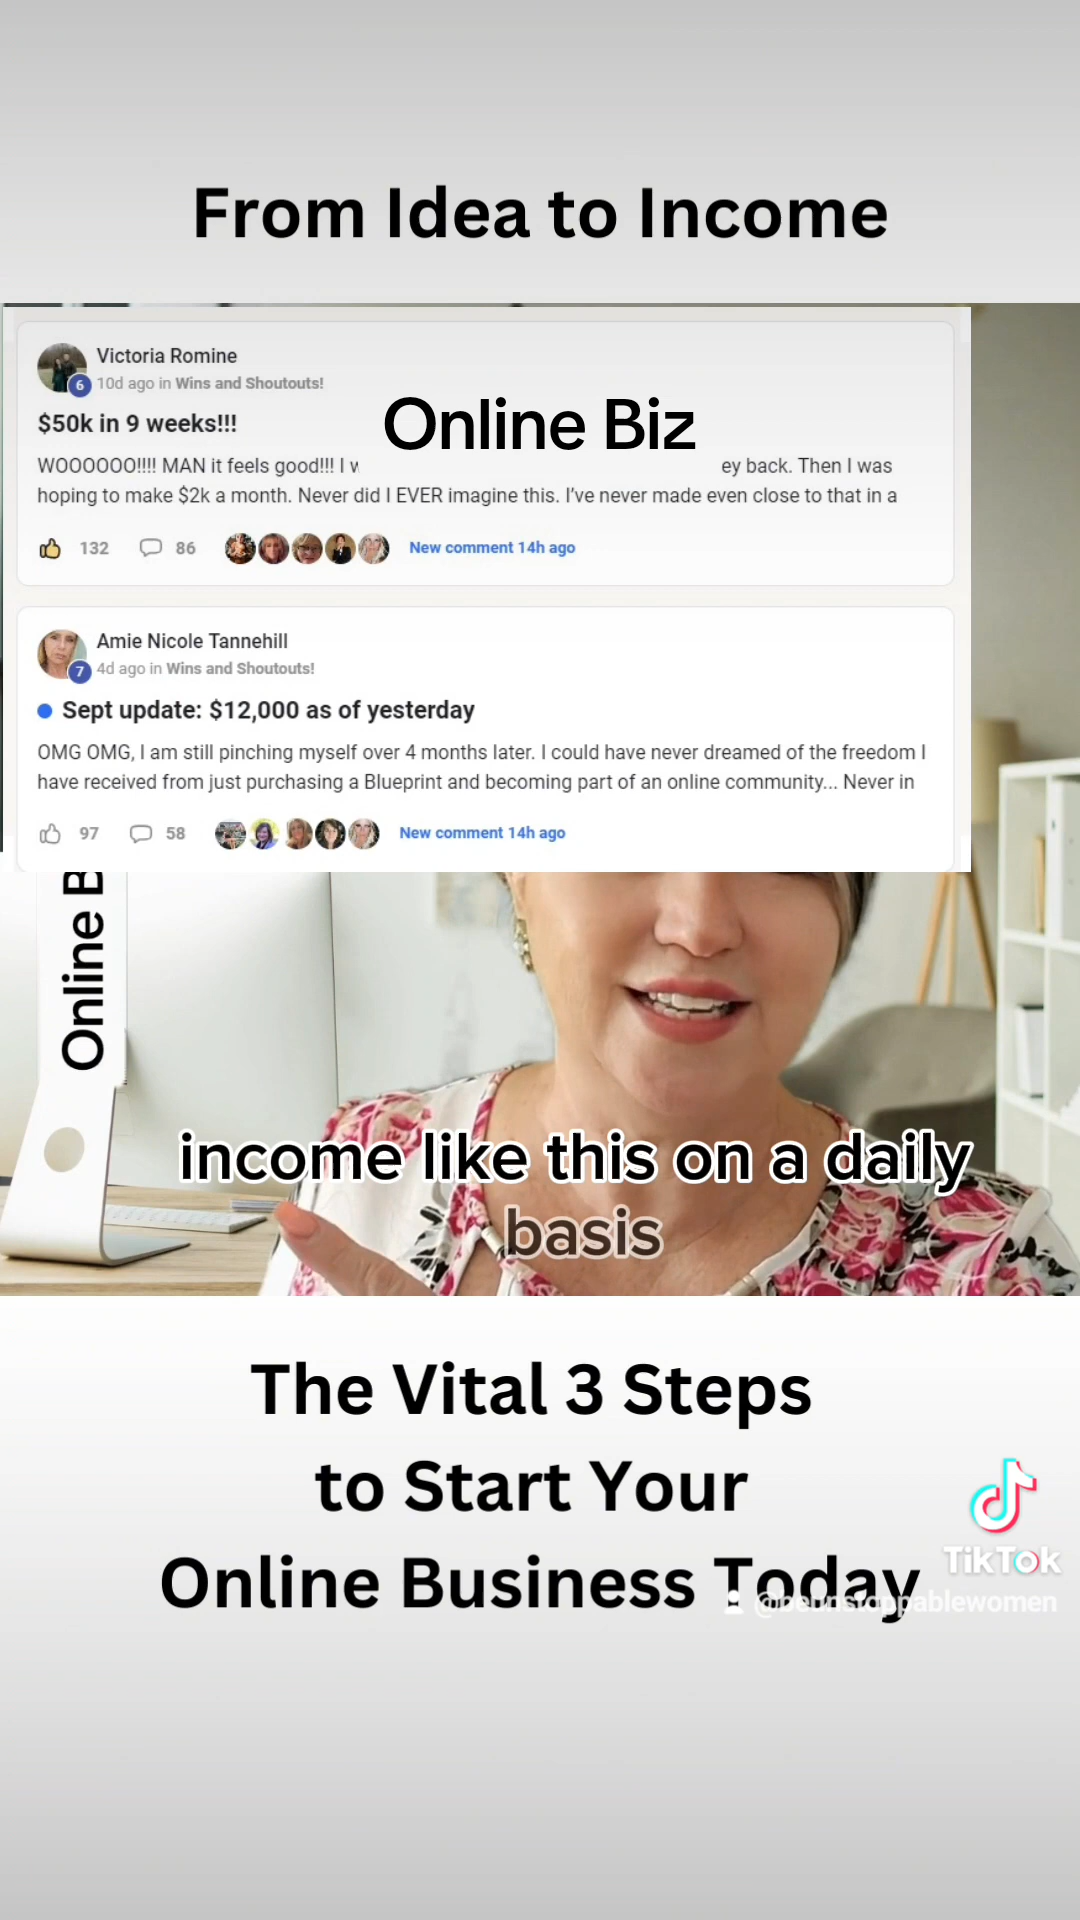 From Idea to Income
Victoria Romine
6
10d ago in Wins and Shoutouts!
$50k in 9 weeks!!!
Online Biz
WOOOOOO!!!! MAN it feels good!!! I ey back. Then I was
hoping to make $2k a month. Never did I EVER imagine this. I've never made even close to that in a
132 86 New comment 14h ago
Amie Nicole Tannehill
7
4d ago in Wins and Shoutouts!
Sept update: $12,000 as of yesterday
OMG OMG, I am still pinching myself over 4 months later. I could have never dreamed of the freedom I
have received from just purchasing a Blueprint and becoming part of an online community... Never in
97 58 New comment 14h ago
Online B
income like this on a daily
basis
The Vital 3 Steps
to Start Your
Online Business Today
TikTok
@beunstoppablewomen